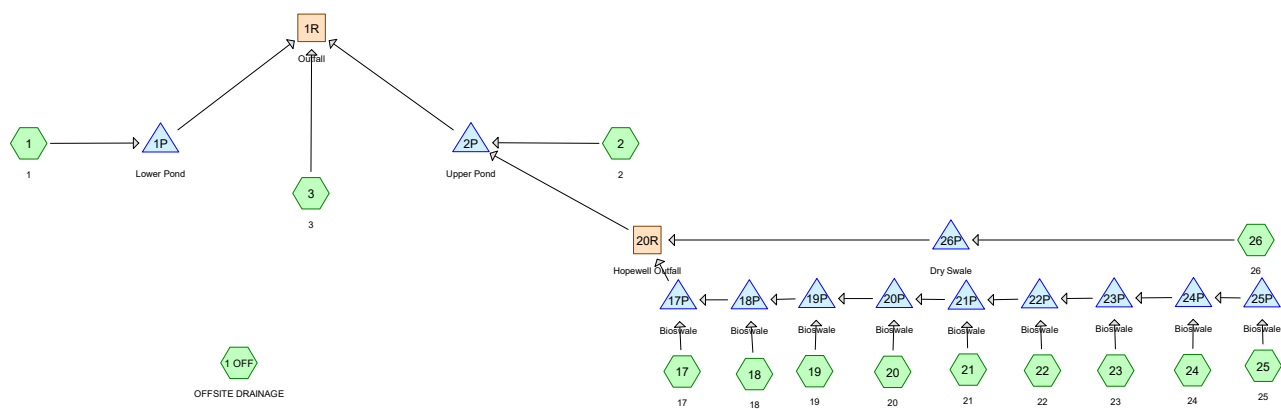 1R
Outfall
1
1P
2P
2
1
Lower Pond
Upper Pond
2
3
3
20R
26P
26
Hopewell Outfall
Dry Swale
26
17P
18P
19P
20P
21P
22P
23P
24P
25P
Bioswale
Bioswale
Bioswale
Bioswale
Bioswale
Bioswale
Bioswale
Bioswale
Bioswale
1 OFF
OFFSITE DRAINAGE
17
18
19
20
21
22
23
24
25
17
18
19
20
21
22
23
24
25